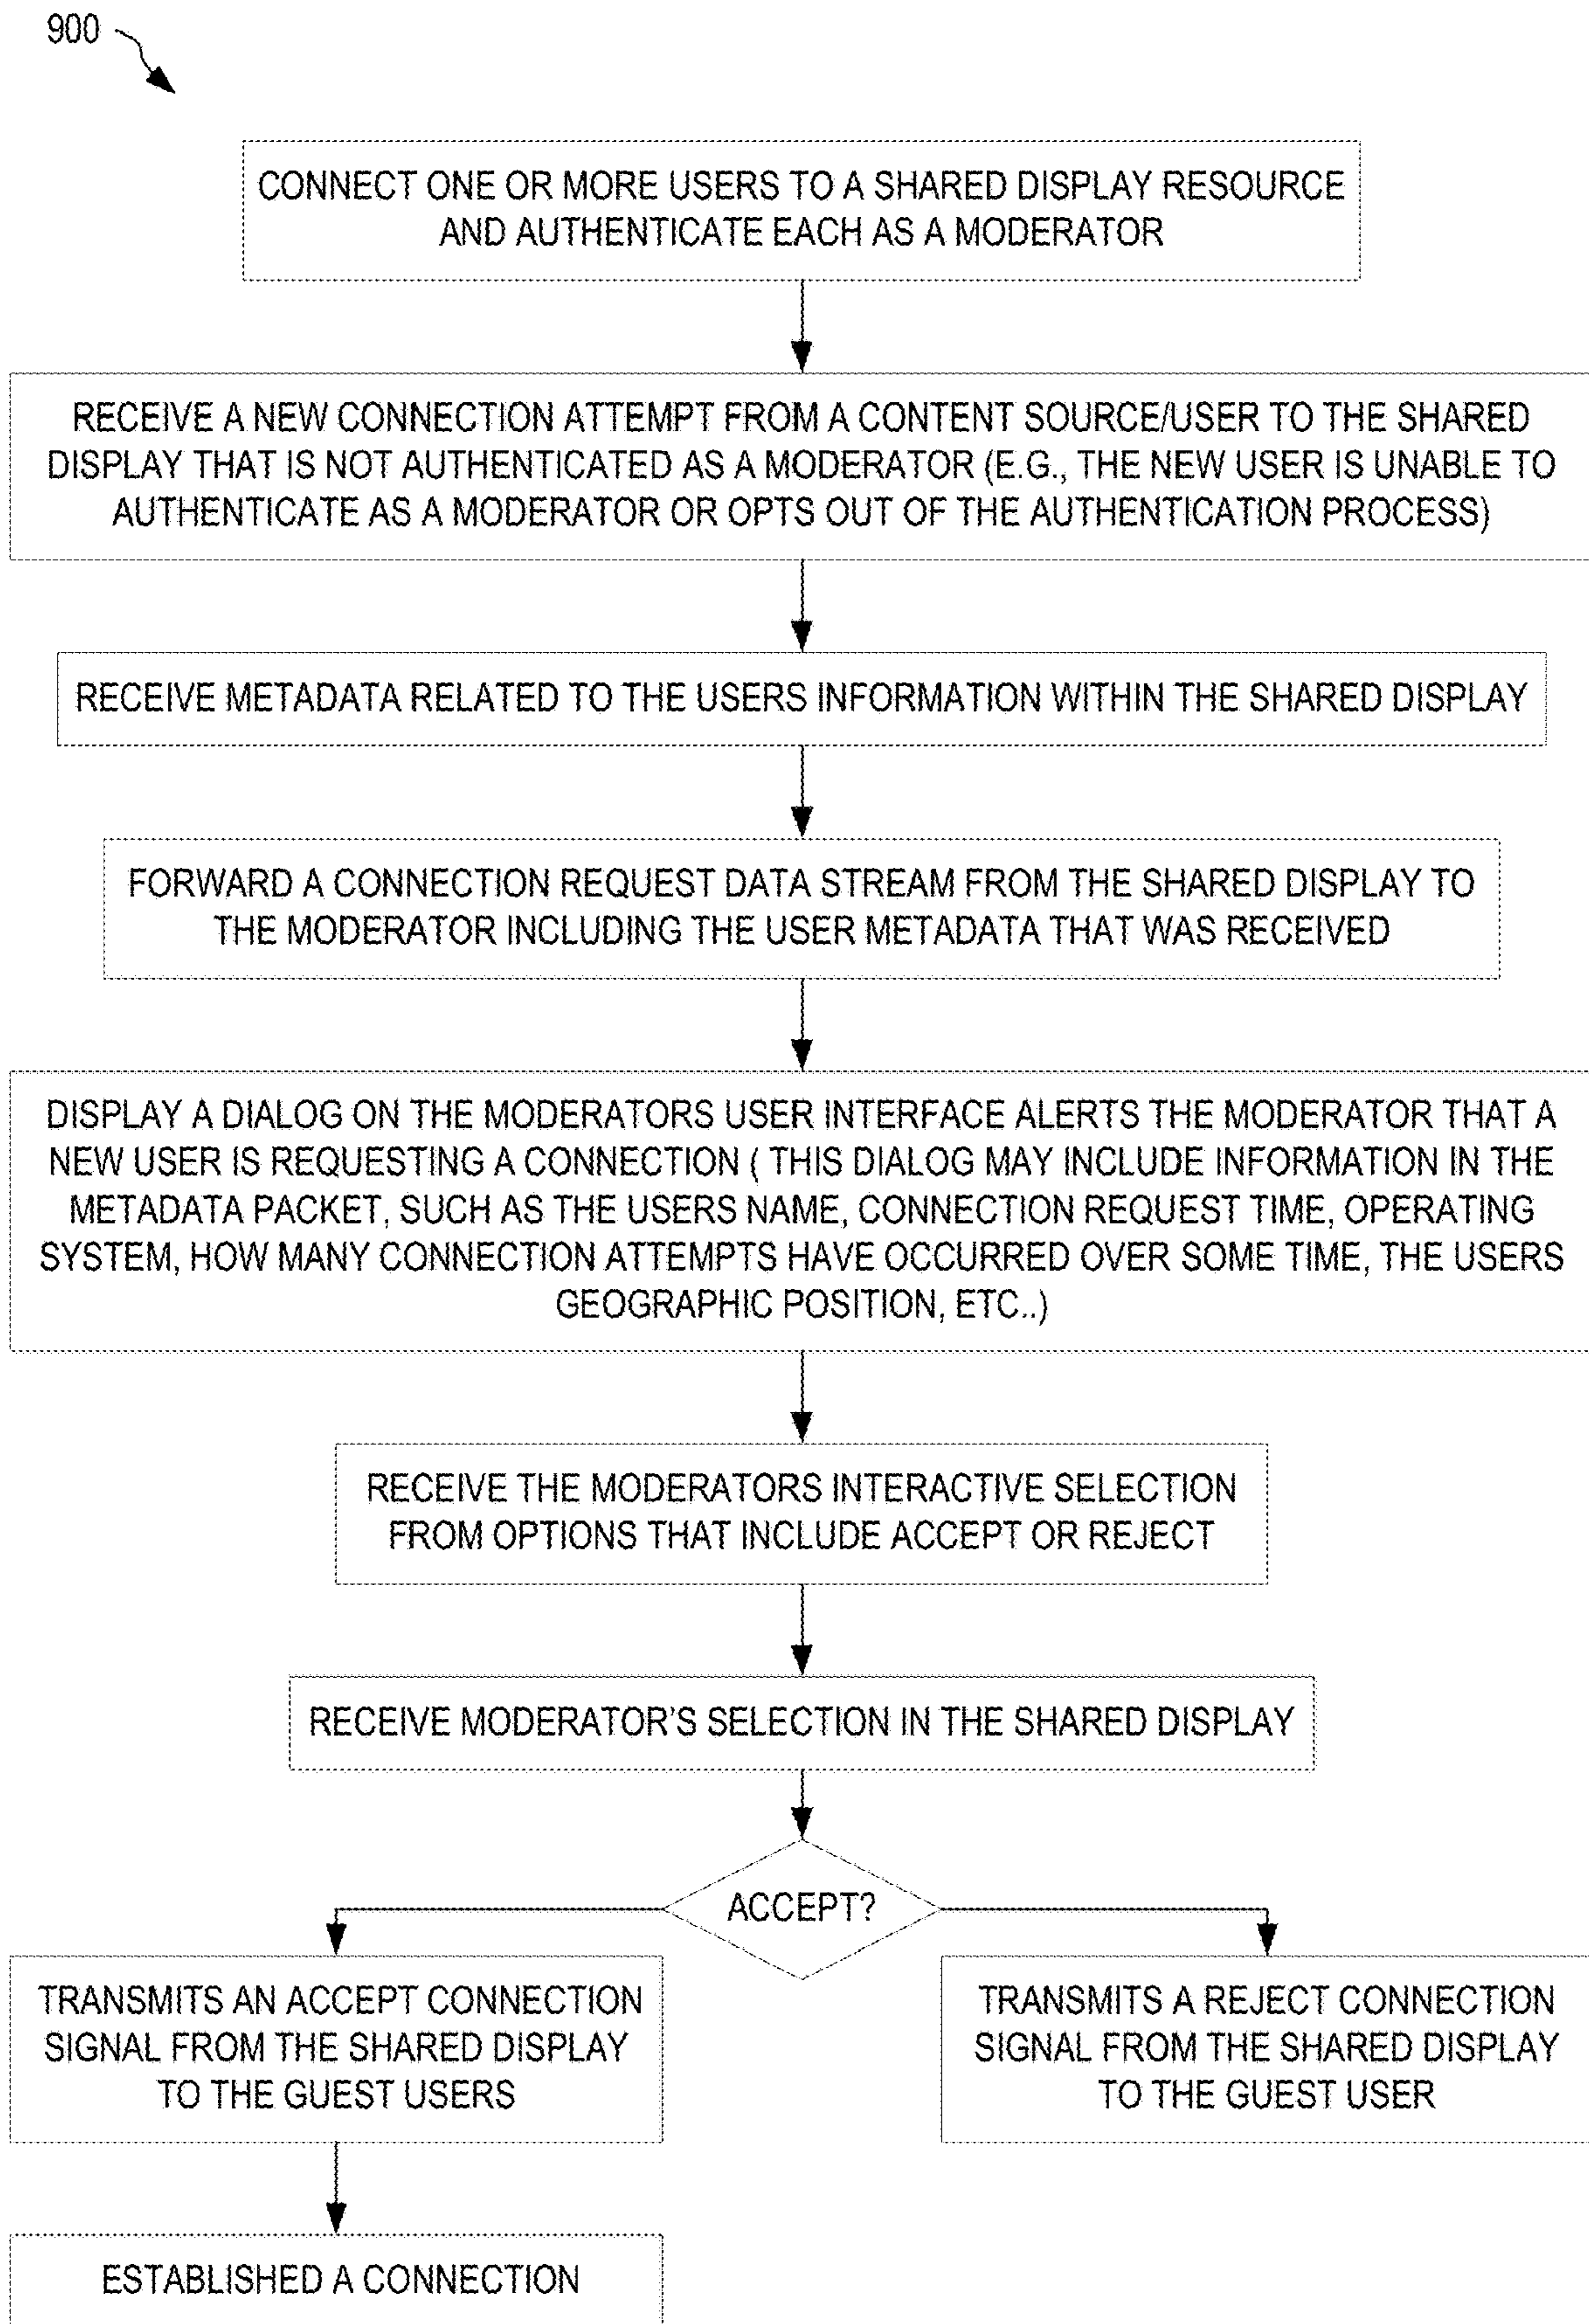 900
CONNECT ONE OR MORE USERS TO A SHARED DISPLAY RESOURCE
AND AUTHENTICATE EACH AS A MODERATOR
RECEIVE A NEW CONNECTION ATTEMPT FROM A CONTENT SOURCE/USER TO THE SHARED
DISPLAY THAT IS NOT AUTHENTICATED AS A MODERATOR (E.G., THE NEW USER IS UNABLE TO
AUTHENTICATE AS A MODERATOR OR OPTS OUT OF THE AUTHENTICATION PROCESS)
RECEIVE METADATA RELATED TO THE USERS INFORMATION WITHIN THE SHARED DISPLAY
FORWARD A CONNECTION REQUEST DATA STREAM FROM THE SHARED DISPLAY TO
THE MODERATOR INCLUDING THE USER METADATA THAT WAS RECEIVED
DISPLAY A DIALOG ON THE MODERATORS USER INTERFACE ALERTS THE MODERATOR THAT A
NEW USER IS REQUESTING A CONNECTION ( THIS DIALOG MAY INCLUDE INFORMATION IN THE
METADATA PACKET, SUCH AS THE USERS NAME, CONNECTION REQUEST TIME, OPERATING
SYSTEM, HOW MANY CONNECTION ATTEMPTS HAVE OCCURRED OVER SOME TIME, THE USERS
GEOGRAPHIC POSITION, ETC..)
RECEIVE THE MODERATORS INTERACTIVE SELECTION
FROM OPTIONS THAT INCLUDE ACCEPT OR REJECT
RECEIVE MODERATOR'S SELECTION IN THE SHARED DISPLAY
ACCEPT?
TRANSMITS AN ACCEPT CONNECTION
SIGNAL FROM THE SHARED DISPLAY
TO THE GUEST USERS
TRANSMITS A REJECT CONNECTION
SIGNAL FROM THE SHARED DISPLAY
TO THE GUEST USER
ESTABLISHED A CONNECTION